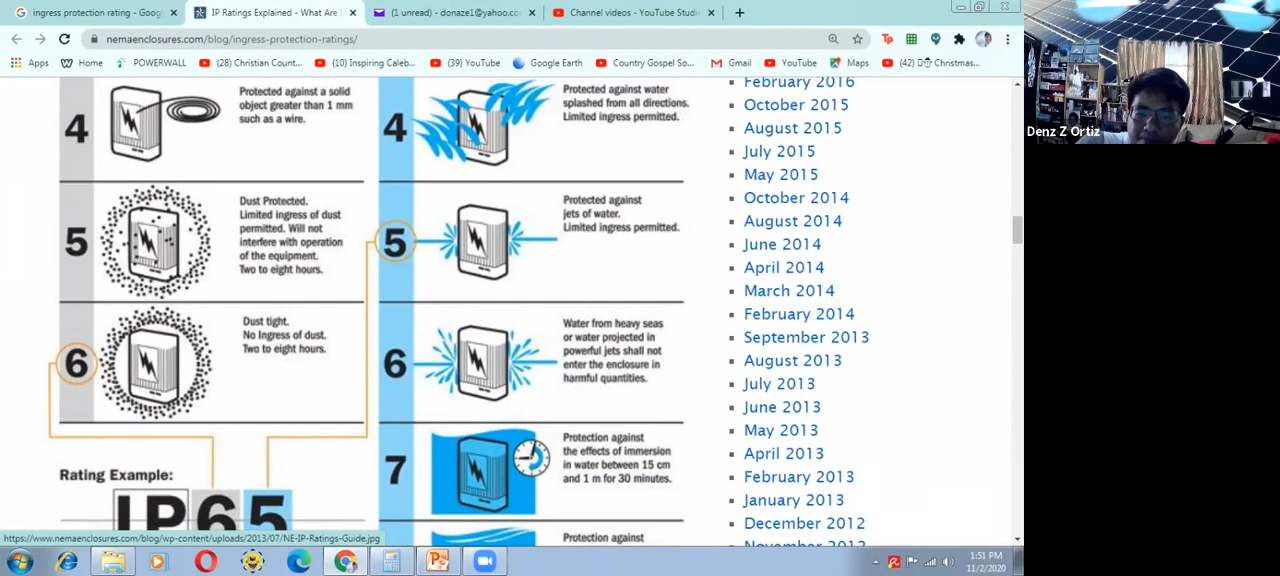 ingress protection rating - Goog
IP Ratings Explained - What Are
(1 unread) - donaze1@yahoo.co
Channel videos - YouTube Studi
nemaenclosures.com/blog/ingress-protection-ratings/
Apps
Home
POWERWALL
(28) Christian Count...
(10) Inspiring Celeb...
(39) YouTube
Google Earth
Country Gospel So...
Gmail
YouTube
Maps
(42) Christmas...
4
Protected against a solid
object greater than 1 mm
such as a wire.
5
Dust Protected.
Limited ingress of dust
permitted. Will not
interfere with operation
of the equipment.
Two to eight hours.
6
Dust tight.
No Ingress of dust.
Two to eight hours.
Rating Example:
IP65
4
Protected against water
splashed from all directions.
Limited ingress permitted.
5
Protected against
jets of water.
Limited ingress permitted.
6
Water from heavy seas
or water projected in
powerful jets shall not
enter the enclosure in
harmful quantities.
7
Protection against
the effects of immersion
in water between 15 cm
and 1 m for 30 minutes.
Protection against
February 2016
October 2015
August 2015
July 2015
May 2015
October 2014
August 2014
June 2014
April 2014
March 2014
February 2014
September 2013
August 2013
July 2013
June 2013
May 2013
April 2013
February 2013
January 2013
December 2012
November 2012
Denz Z Ortiz
https://www.nemaenclosures.com/blog/wp-content/uploads/2013/07/NE-IP-Ratings-Guide.jpg
1:51 PM
11/2/2020